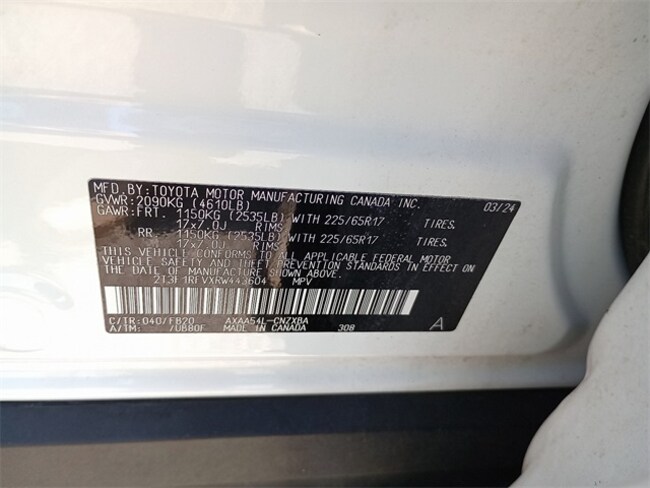 MFD.BY:TOYOTA MOTOR MANUFACTURING CANADA INC. 03/24
GVWR:2090KG (4610LB)
GAWR:FRT. 1150KG (2535LB) WITH 225/65R17 TIRES,
17x7.0J RIMS
RR 1150KG (2535LB) WITH 225/65R17 TIRES,
17x7.0J RIMS
THIS VEHICLE CONFORMS TO ALL APPLICABLE FEDERAL MOTOR
VEHICLE SAFETY AND THEFT PREVENTION STANDARDS IN EFFECT
ON THE DATE OF MANUFACTURE SHOWN ABOVE.
2T3F1RFVXRW443604 MPV
C/TR:040/FB20 AXAA54L-CNZXBA A
A/TM: /UB80F MADE IN CANADA 308